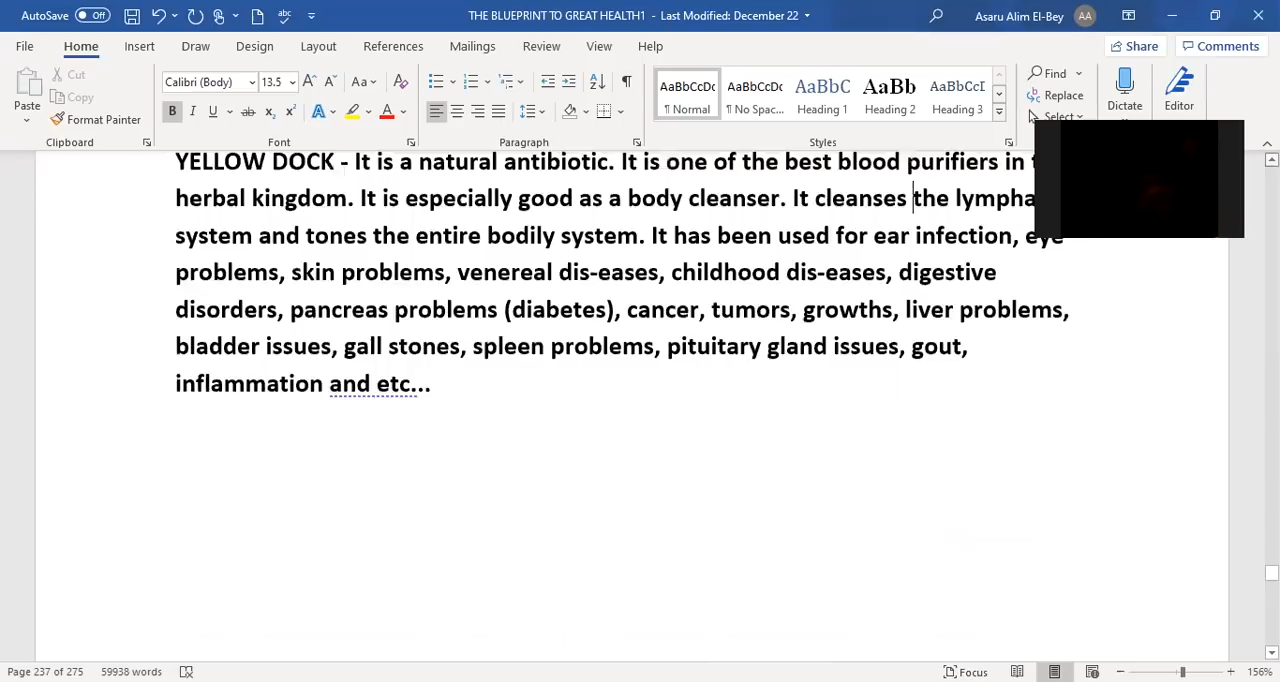 AutoSave Off THE BLUEPRINT TO GREAT HEALTH1 - Last Modified: December 22 Asaru Alim El-Bey AA
File Home Insert Draw Design Layout References Mailings Review View Help Share Comments
Paste Cut Copy Format Painter
Calibri (Body) 13.5
AaBbCcDc AaBbCcDc AaBbC AaBb AaBbCcI
¶ Normal ¶ No Spac... Heading 1 Heading 2 Heading 3
Find Replace Select
Dictate Editor
Clipboard Font Paragraph Styles
YELLOW DOCK - It is a natural antibiotic. It is one of the best blood purifiers in
herbal kingdom. It is especially good as a body cleanser. It cleanses the
system and tones the entire bodily system. It has been used for ear infection, eye
problems, skin problems, venereal dis-eases, childhood dis-eases, digestive
disorders, pancreas problems (diabetes), cancer, tumors, growths, liver problems,
bladder issues, gall stones, spleen problems, pituitary gland issues, gout,
inflammation and etc...
Page 237 of 275 59938 words Focus 156%